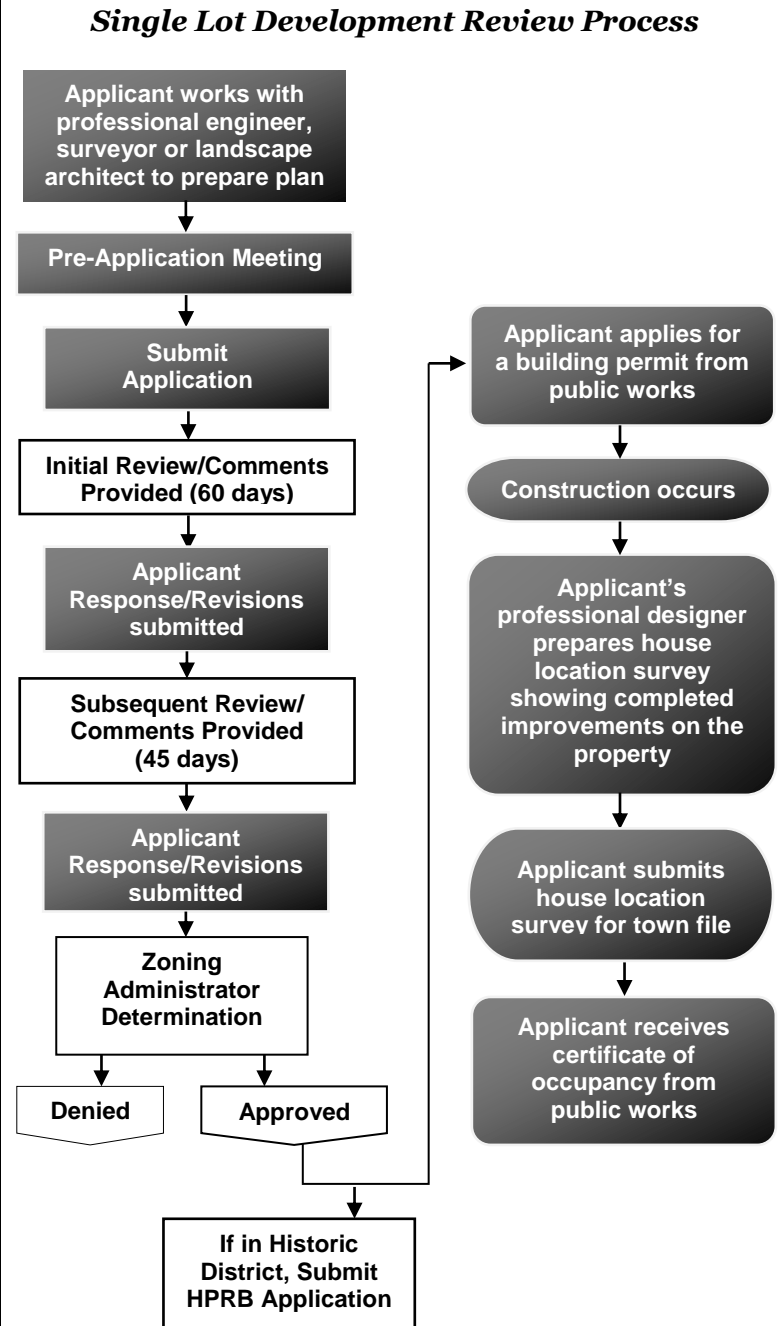 Single Lot Development Review Process
Applicant works with
professional engineer,
surveyor or landscape
architect to prepare plan
Pre-Application Meeting
Submit
Application
Initial Review/Comments
Provided (60 days)
Applicant
Response/Revisions
submitted
Subsequent Review/
Comments Provided
(45 days)
Applicant
Response/Revisions
submitted
Zoning
Administrator
Determination
Denied
Approved
If in Historic
District, Submit
HPRB Application
Applicant applies for
a building permit from
public works
Construction occurs
Applicant’s
professional designer
prepares house
location survey
showing completed
improvements on the
property
Applicant submits
house location
survey for town file
Applicant receives
certificate of
occupancy from
public works